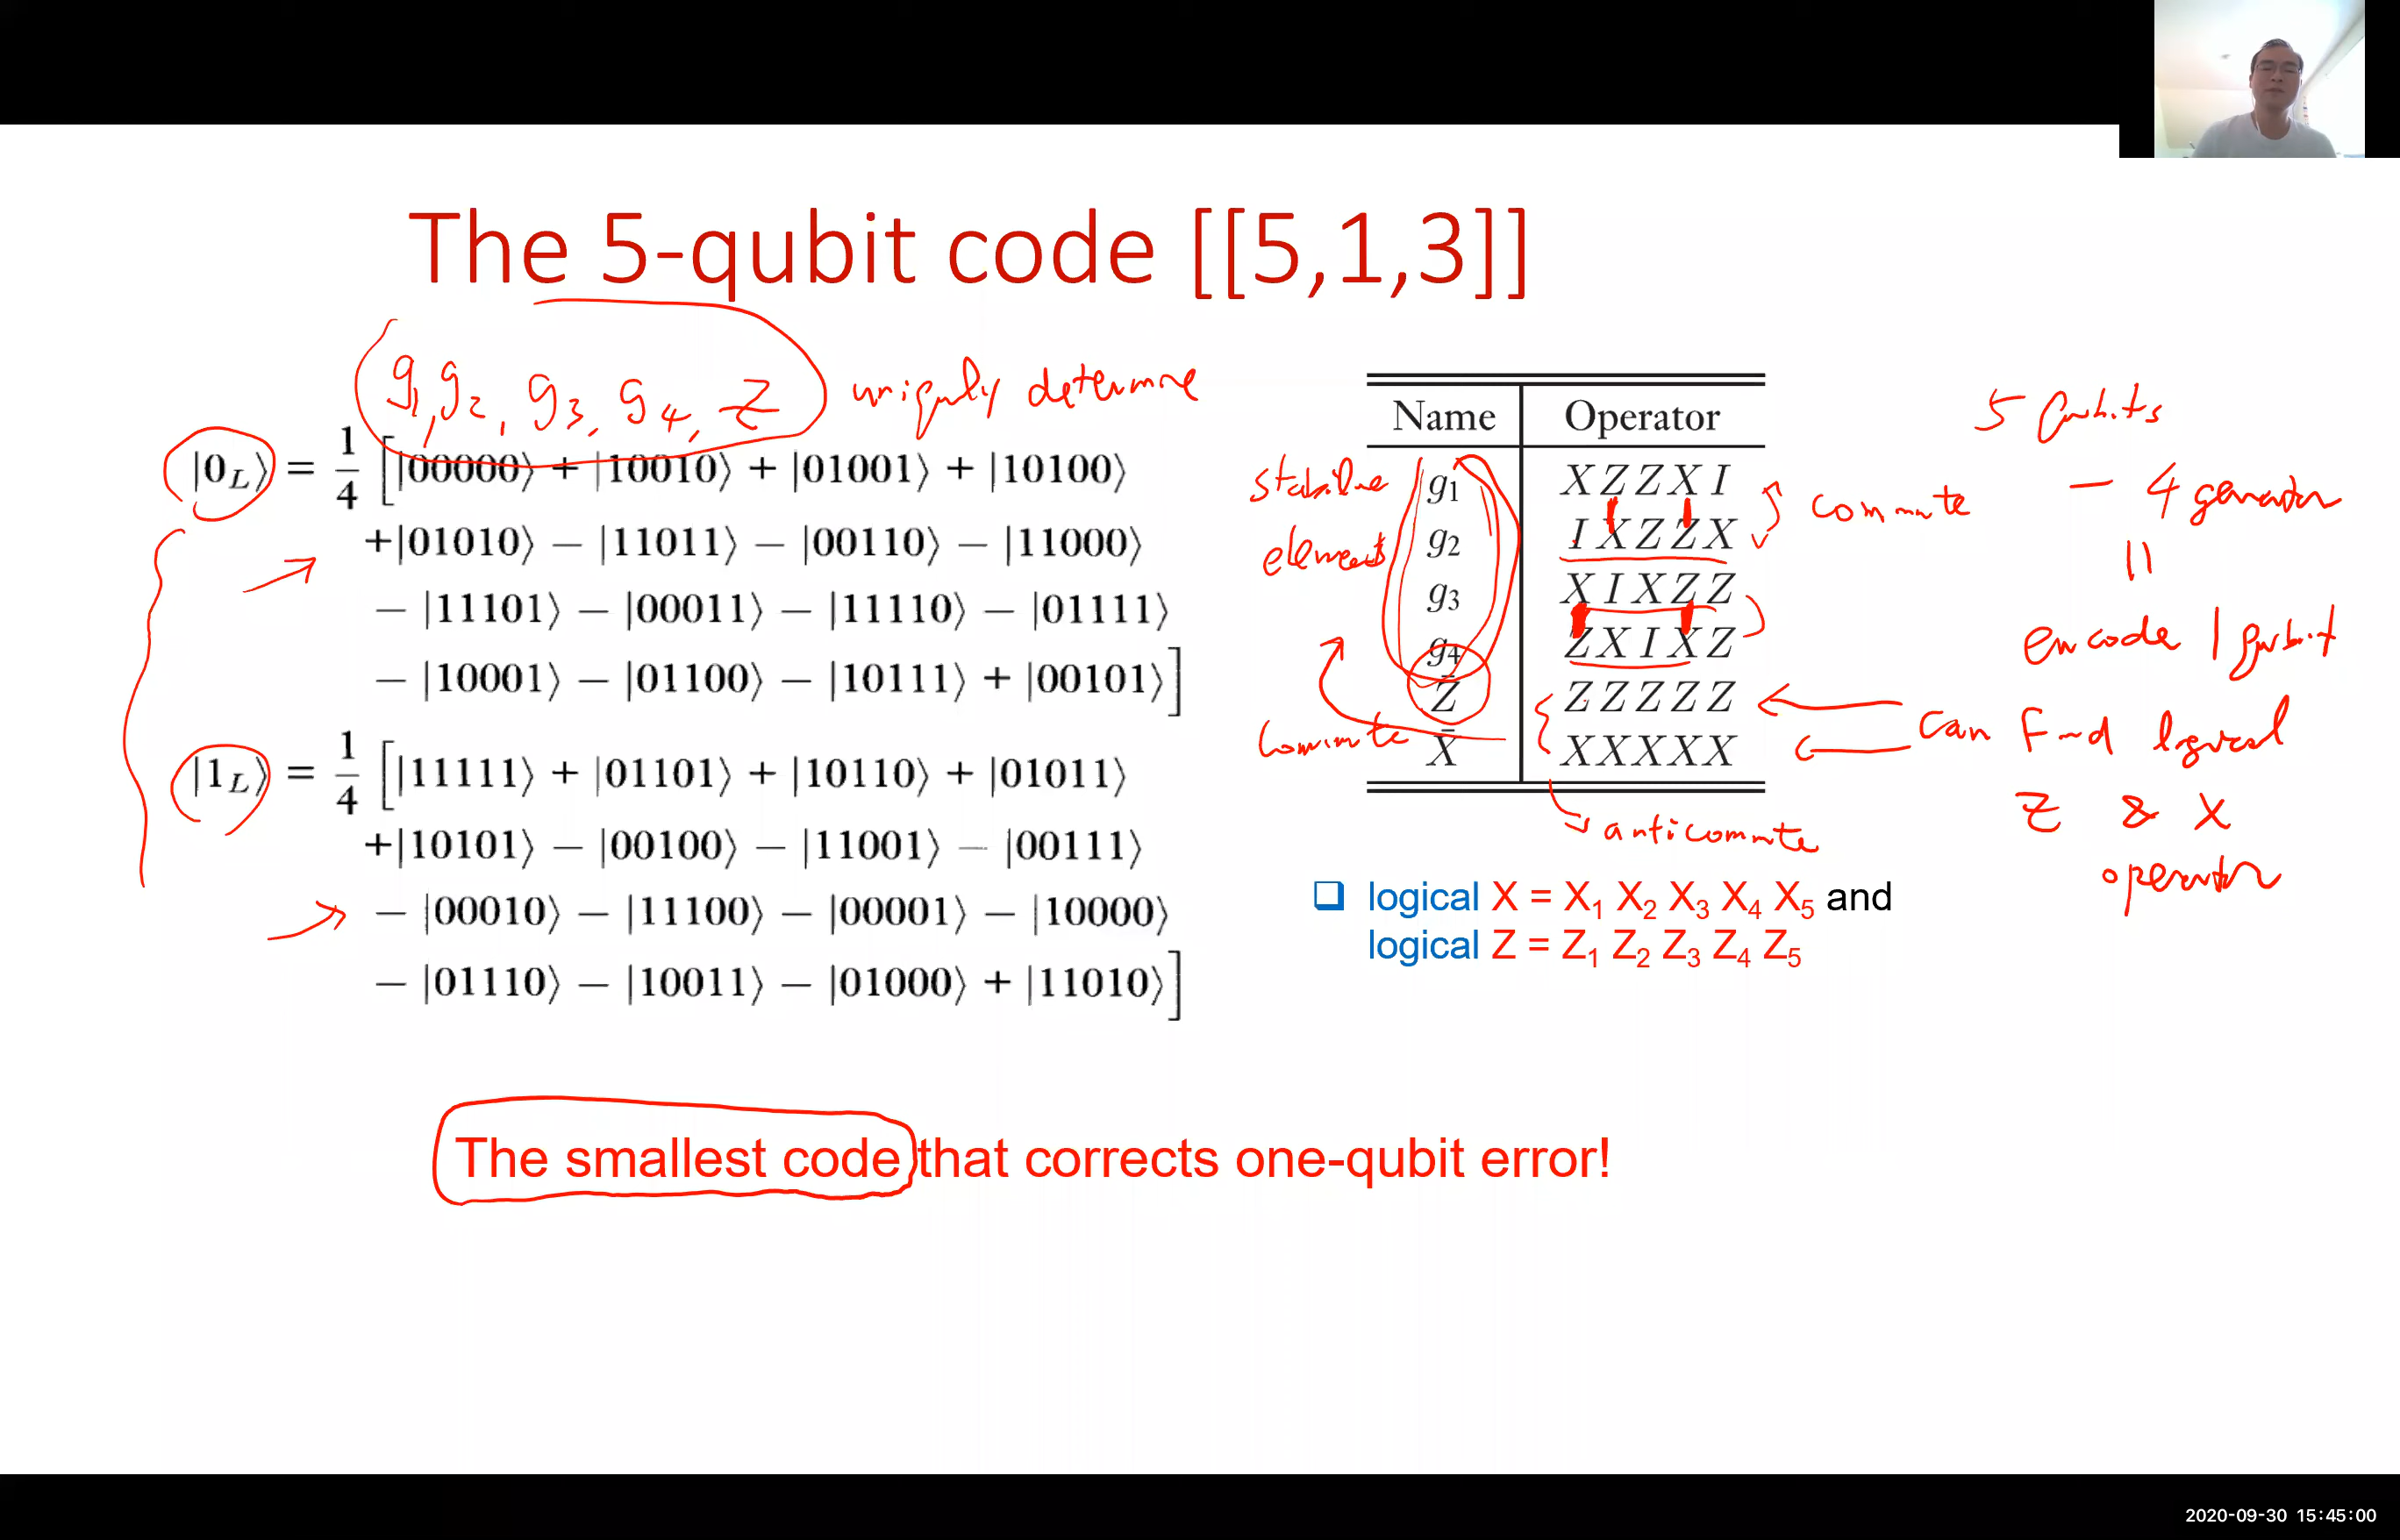 The 5-qubit code [[5,1,3]]
g1, g2, g3, g4, Z uniquely determine
|0L⟩ = 1/4 [|00000⟩ + |10010⟩ + |01001⟩ + |10100⟩
+|01010⟩ − |11011⟩ − |00110⟩ − |11000⟩
− |11101⟩ − |00011⟩ − |11110⟩ − |01111⟩
− |10001⟩ − |01100⟩ − |10111⟩ + |00101⟩]
|1L⟩ = 1/4 [|11111⟩ + |01101⟩ + |10110⟩ + |01011⟩
+|10101⟩ − |00100⟩ − |11001⟩ − |00111⟩
− |00010⟩ − |11100⟩ − |00001⟩ − |10000⟩
− |01110⟩ − |10011⟩ − |01000⟩ + |11010⟩]
elements
commute
Name Operator
g1 XZZXI
g2 IXZZX
g3 XIXZZ
g4 ZXIXZ
Z̄ ZZZZZ
X̄ XXXXX
commute
anticommute
5 qubits
− 4 generator
=
encode 1 qubit
can find logical
Z & X
operator
❑ logical X = X1 X2 X3 X4 X5 and
logical Z = Z1 Z2 Z3 Z4 Z5
The smallest code that corrects one-qubit error!
2020-09-30 15:45:00